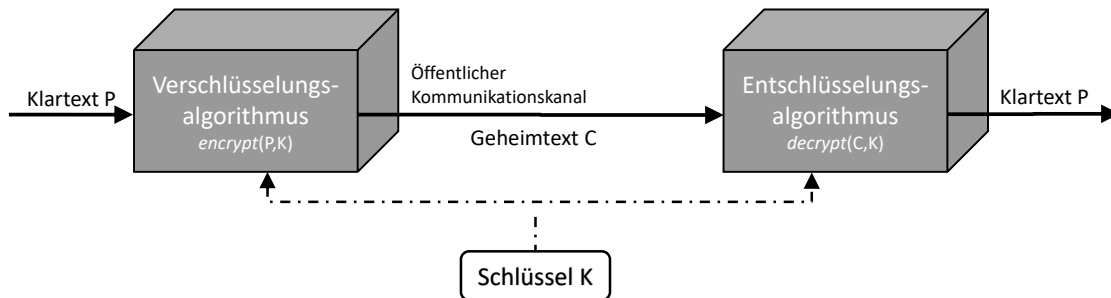 Klartext P
Verschlüsselungs-
algorithmus
encrypt(P,K)
Öffentlicher
Kommunikationskanal
Geheimtext C
Entschlüsselungs-
algorithmus
decrypt(C,K)
Klartext P
Schlüssel K